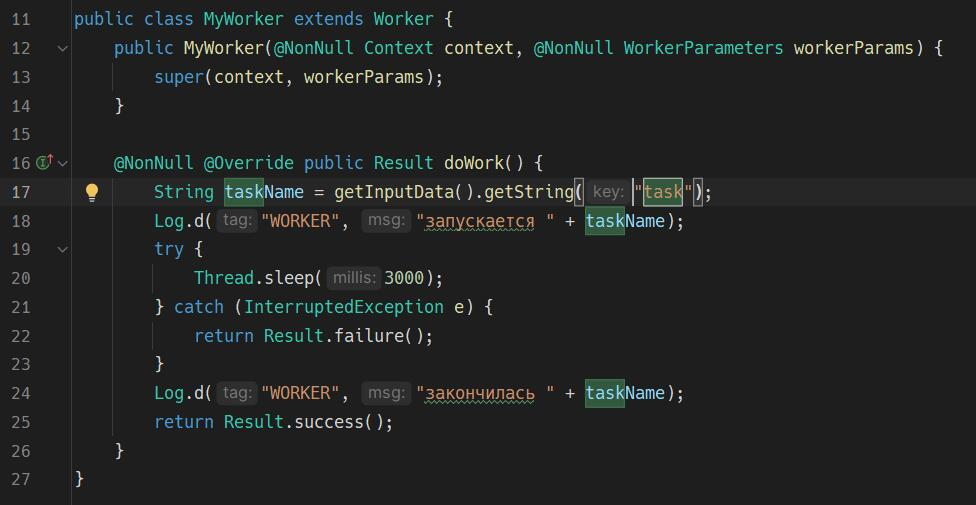 11 public class MyWorker extends Worker {
12 public MyWorker(@NonNull Context context, @NonNull WorkerParameters workerParams) {
13 super(context, workerParams);
14 }
15
16 @NonNull @Override public Result doWork() {
17 String taskName = getInputData().getString( key: "task");
18 Log.d( tag: "WORKER", msg: "запускается " + taskName);
19 try {
20 Thread.sleep( millis: 3000);
21 } catch (InterruptedException e) {
22 return Result.failure();
23 }
24 Log.d( tag: "WORKER", msg: "закончилась " + taskName);
25 return Result.success();
26 }
27 }